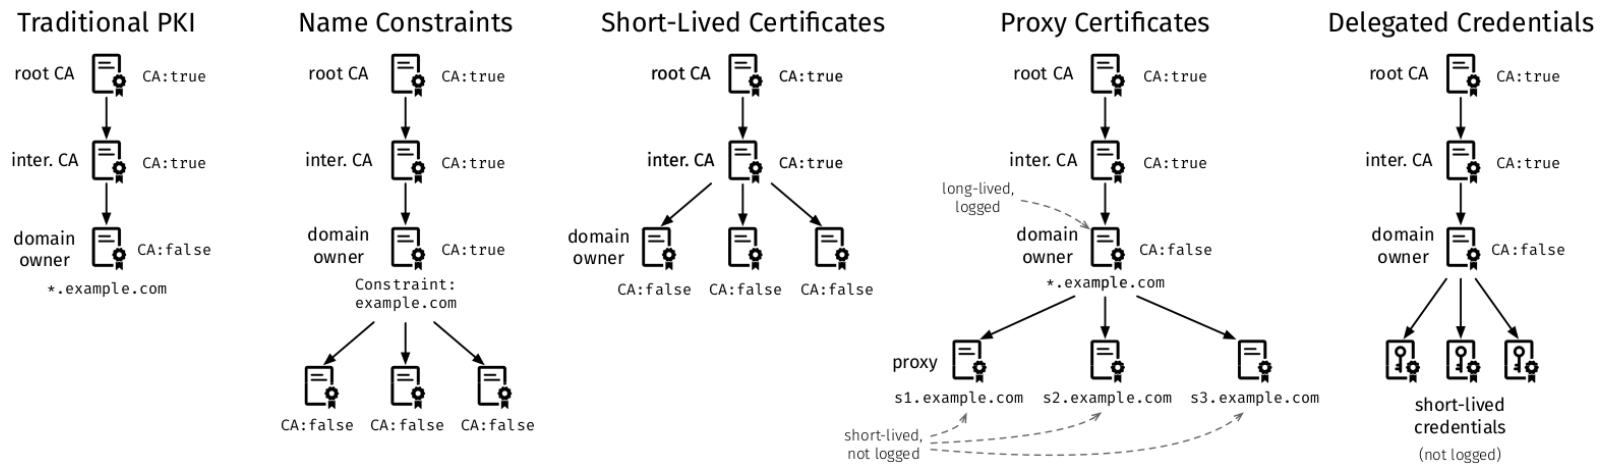 Traditional PKI
root CA
CA:true
inter. CA
CA:true
domain
owner
CA:false
*.example.com
Name Constraints
root CA
CA:true
inter. CA
CA:true
domain
owner
CA:true
Constraint:
example.com
CA:false
CA:false
CA:false
Short-Lived Certificates
root CA
CA:true
inter. CA
CA:true
domain
owner
CA:false
CA:false
CA:false
Proxy Certificates
root CA
CA:true
inter. CA
CA:true
long-lived,
logged
domain
owner
CA:false
*.example.com
proxy
s1.example.com
s2.example.com
s3.example.com
short-lived,
not logged
Delegated Credentials
root CA
CA:true
inter. CA
CA:true
domain
owner
CA:false
short-lived
credentials
(not logged)